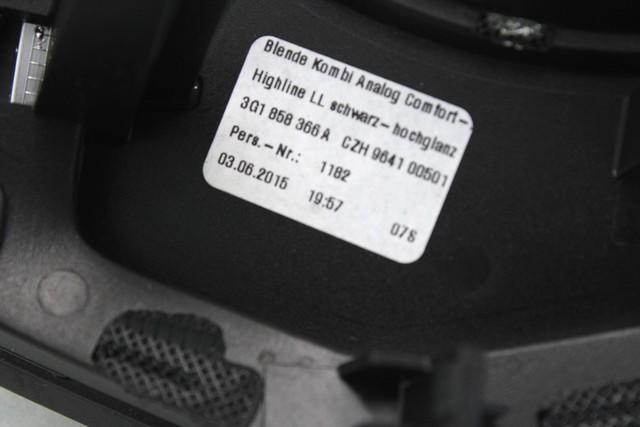 Blende Kombi Analog Comfort-
Highline LL schwarz-hochglanz
3G1 858 366 A CZH 9641 00501
Pers.-Nr.: 1182
03.06.2015 19:57 07S